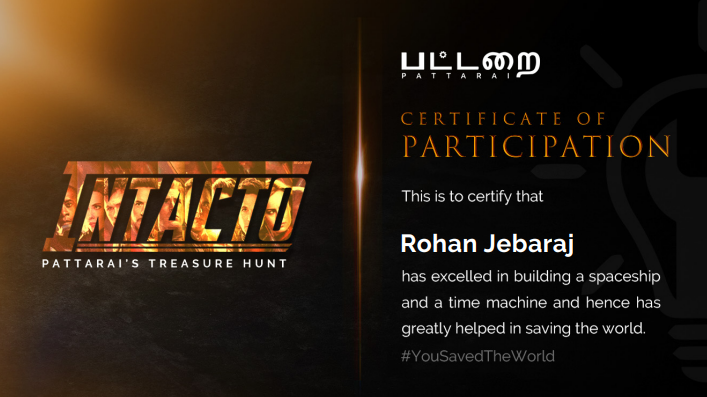 INTACTO
PATTARAI'S TREASURE HUNT
பட்டறை
PATTARAI
CERTIFICATE OF
PARTICIPATION
This is to certify that
Rohan Jebaraj
has excelled in building a spaceship
and a time machine and hence has
greatly helped in saving the world.
#YouSavedTheWorld